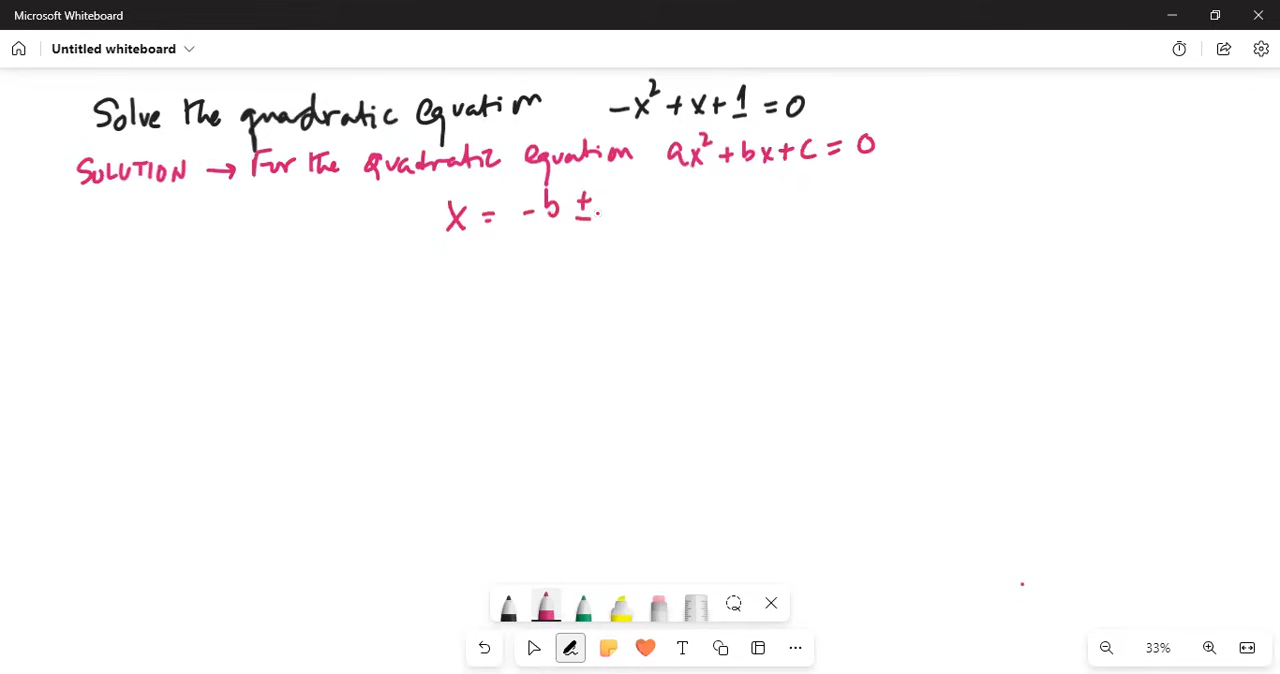 Microsoft Whiteboard
Untitled whiteboard
Solve the quadratic equation -x² + x + 1 = 0
SOLUTION → For the quadratic equation ax² + bx + c = 0
X = -b ±
33%